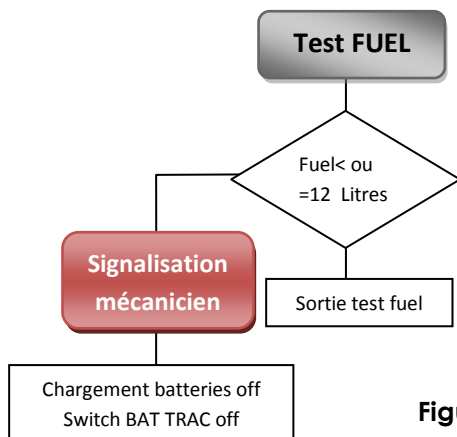 Test FUEL
Fuel< ou
=12 Litres
Signalisation
mécanicien
Sortie test fuel
Chargement batteries off
Switch BAT TRAC off